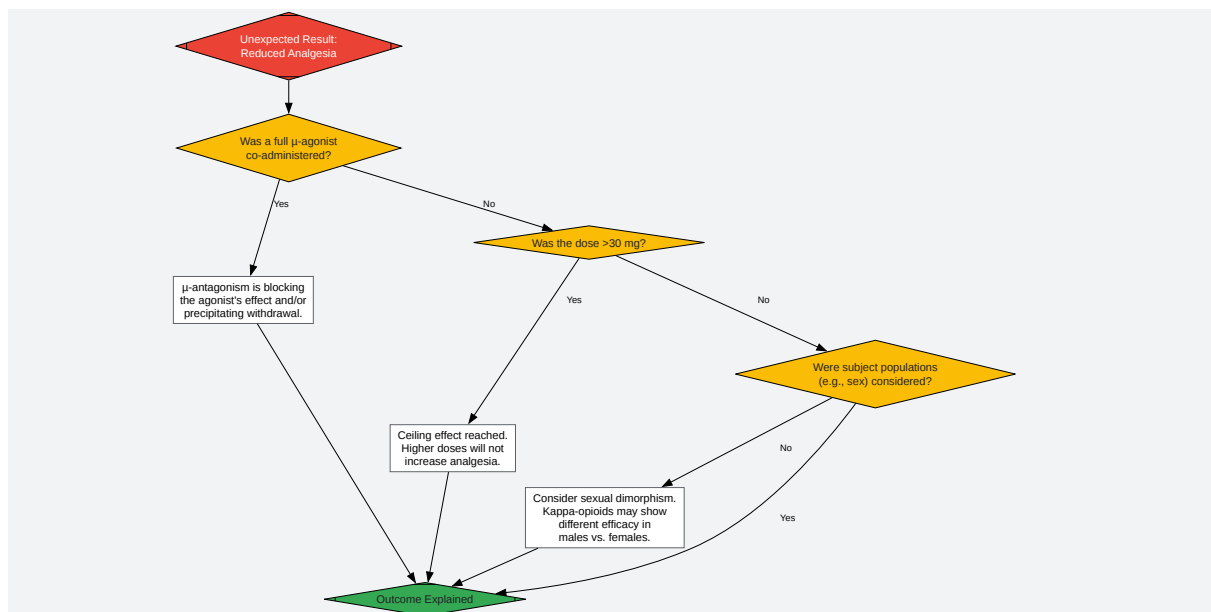 Unexpected Result:
Reduced Analgesia
Was a full µ-agonist
co-administered?
Yes
No
Was the dose >30 mg?
µ-antagonism is blocking
the agonist's effect and/or
precipitating withdrawal.
Yes
No
Were subject populations
(e.g., sex) considered?
Ceiling effect reached.
Higher doses will not
increase analgesia.
No
Consider sexual dimorphism.
Kappa-opioids may show
different efficacy in
males vs. females.
Yes
Outcome Explained